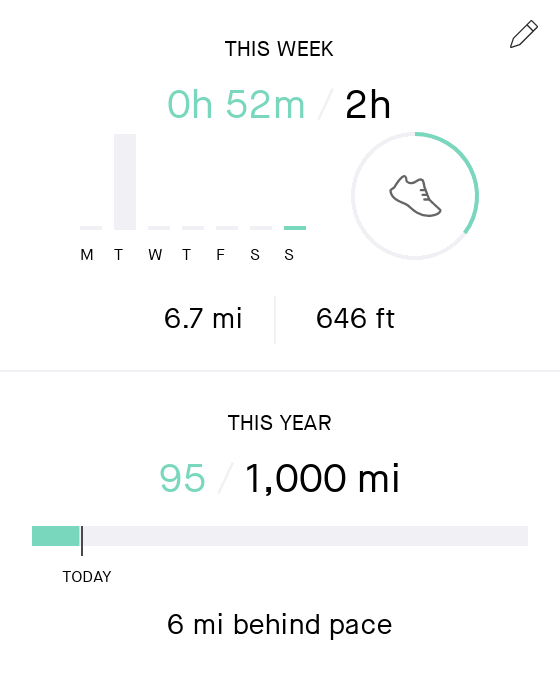 THIS WEEK
0h 52m / 2h
M T W T F S S
6.7 mi 646 ft
THIS YEAR
95 / 1,000 mi
TODAY
6 mi behind pace